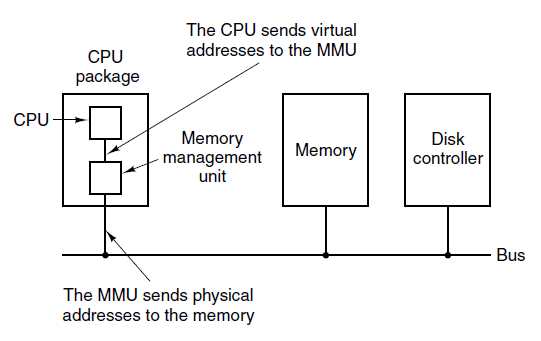 The CPU sends virtual
addresses to the MMU
CPU
package
CPU
Memory
management
unit
Memory
Disk
controller
Bus
The MMU sends physical
addresses to the memory